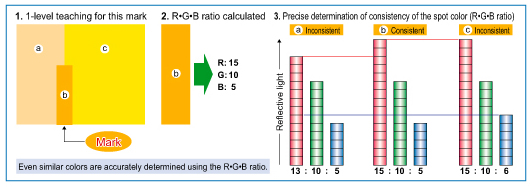 1. 1-level teaching for this mark
a
c
b
Mark
2. R•G•B ratio calculated
b
R: 15
G: 10
B: 5
3. Precise determination of consistency of the spot color (R•G•B ratio)
a Inconsistent
b Consistent
c Inconsistent
Reflective light
13 : 10 : 5
15 : 10 : 5
15 : 10 : 6
Even similar colors are accurately determined using the R•G•B ratio.